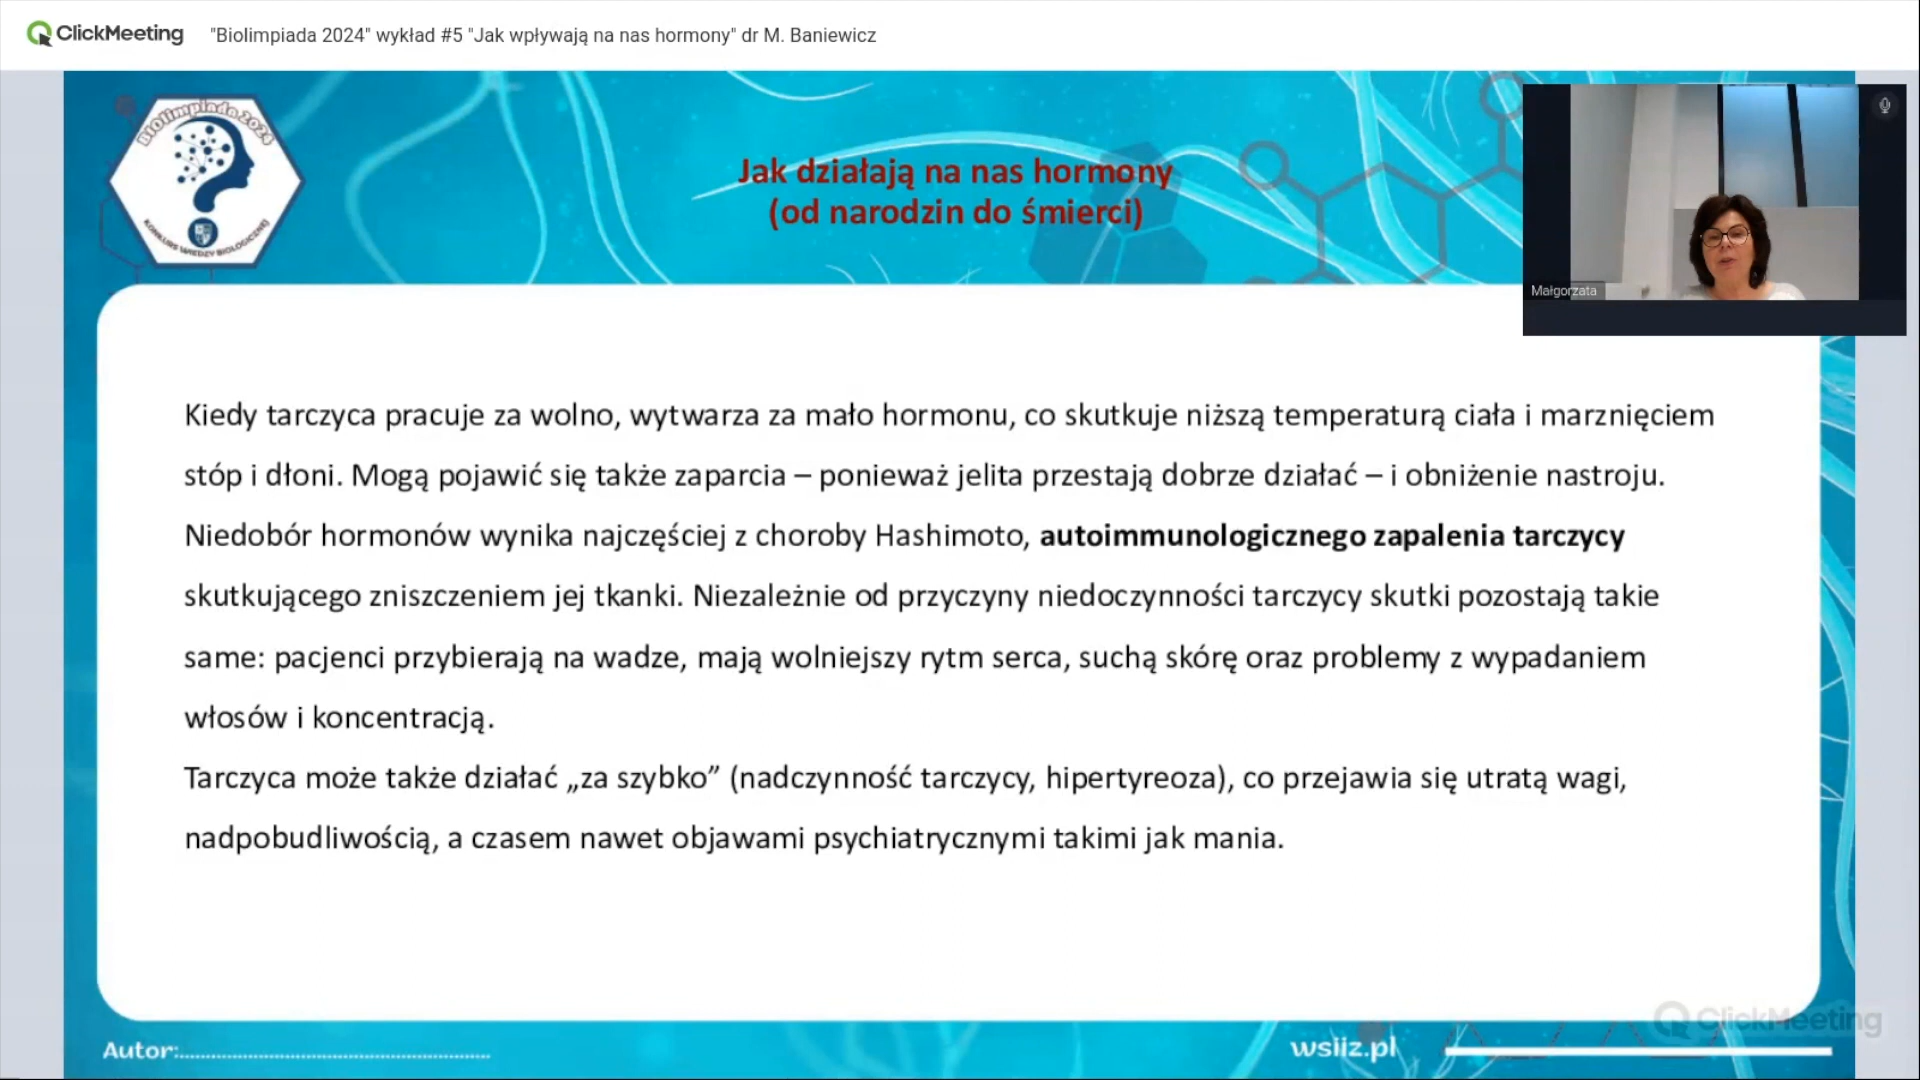 ClickMeeting "Biolimpiada 2024" wykład #5 "Jak wpływają na nas hormony" dr M. Baniewicz
BIOlimpiada 2024
KONKURS WIEDZY BIOLOGICZNEJ
Jak działają na nas hormony
(od narodzin do śmierci)
Małgorzata
Kiedy tarczyca pracuje za wolno, wytwarza za mało hormonu, co skutkuje niższą temperaturą ciała i marznięciem
stóp i dłoni. Mogą pojawić się także zaparcia – ponieważ jelita przestają dobrze działać – i obniżenie nastroju.
Niedobór hormonów wynika najczęściej z choroby Hashimoto, autoimmunologicznego zapalenia tarczycy
skutkującego zniszczeniem jej tkanki. Niezależnie od przyczyny niedoczynności tarczycy skutki pozostają takie
same: pacjenci przybierają na wadze, mają wolniejszy rytm serca, suchą skórę oraz problemy z wypadaniem
włosów i koncentracją.
Tarczyca może także działać „za szybko” (nadczynność tarczycy, hipertyreoza), co przejawia się utratą wagi,
nadpobudliwością, a czasem nawet objawami psychiatrycznymi takimi jak mania.
ClickMeeting
Autor:....................................................
wsiiz.pl